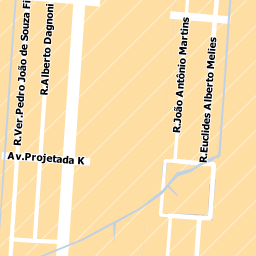 R.Ver.Pedro João de Souza Fi
R.Alberto Dagnoni
R.João Antônio Martins
R.Euclides Alberto Melies
Av.Projetada K